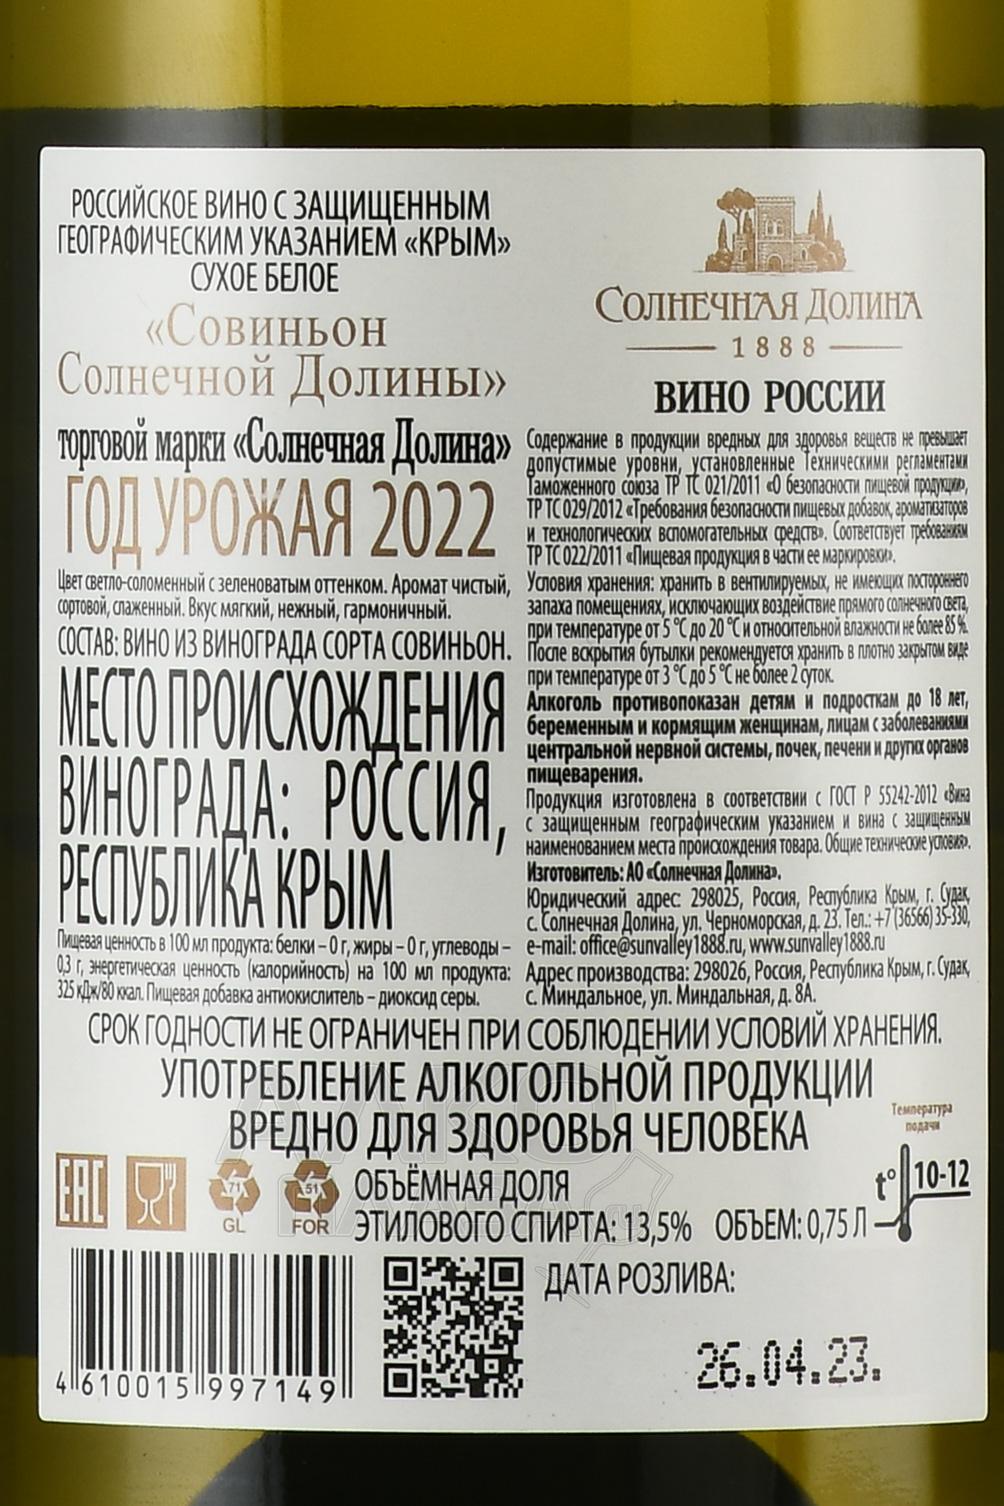 РОССИЙСКОЕ ВИНО С ЗАЩИЩЕННЫМ
ГЕОГРАФИЧЕСКИМ УКАЗАНИЕМ «КРЫМ»
СУХОЕ БЕЛОЕ
«Совиньон
Солнечной Долины»
торговой марки «Солнечная Долина»
ГОД УРОЖАЯ 2022
Цвет светло-соломенный с зеленоватым оттенком. Аромат чистый,
сортовой, слаженный. Вкус мягкий, нежный, гармоничный.
СОСТАВ: ВИНО ИЗ ВИНОГРАДА СОРТА СОВИНЬОН.
МЕСТО ПРОИСХОЖДЕНИЯ
ВИНОГРАДА: РОССИЯ,
РЕСПУБЛИКА КРЫМ
Пищевая ценность в 100 мл продукта: белки – 0 г, жиры – 0 г, углеводы –
0,3 г, энергетическая ценность (калорийность) на 100 мл продукта:
325 кДж/80 ккал. Пищевая добавка антиокислитель – диоксид серы.
СОЛНЕЧНАЯ ДОЛИНА
1888
ВИНО РОССИИ
Содержание в продукции вредных для здоровья веществ не превышает
допустимые уровни, установленные Техническими регламентами
Таможенного союза ТР ТС 021/2011 «О безопасности пищевой продукции»,
ТР ТС 029/2012 «Требования безопасности пищевых добавок, ароматизаторов
и технологических вспомогательных средств». Соответствует требованиям
ТР ТС 022/2011 «Пищевая продукция в части ее маркировки».
Условия хранения: хранить в вентилируемых, не имеющих постороннего
запаха помещениях, исключающих воздействие прямого солнечного света,
при температуре от 5 °С до 20 °С и относительной влажности не более 85 %.
После вскрытия бутылки рекомендуется хранить в плотно закрытом виде
при температуре от 3 °С до 5 °С не более 2 суток.
Алкоголь противопоказан детям и подросткам до 18 лет,
беременным и кормящим женщинам, лицам с заболеваниями
центральной нервной системы, почек, печени и других органов
пищеварения.
Продукция изготовлена в соответствии с ГОСТ Р 55242-2012 «Вина
с защищенным географическим указанием и вина с защищенным
наименованием места происхождения товара. Общие технические условия».
Изготовитель: АО «Солнечная Долина».
Юридический адрес: 298025, Россия, Республика Крым, г. Судак,
с. Солнечная Долина, ул. Черноморская, д. 23. Тел.: +7 (36566) 35-330,
e-mail: office@sunvalley1888.ru, www.sunvalley1888.ru
Адрес производства: 298026, Россия, Республика Крым, г. Судак,
с. Миндальное, ул. Миндальная, д. 8А.
СРОК ГОДНОСТИ НЕ ОГРАНИЧЕН ПРИ СОБЛЮДЕНИИ УСЛОВИЙ ХРАНЕНИЯ.
УПОТРЕБЛЕНИЕ АЛКОГОЛЬНОЙ ПРОДУКЦИИ
ВРЕДНО ДЛЯ ЗДОРОВЬЯ ЧЕЛОВЕКА
Температура
подачи
t° 10-12
EAC
71
GL
51
FOR
ОБЪЁМНАЯ ДОЛЯ
ЭТИЛОВОГО СПИРТА: 13,5% ОБЪЕМ: 0,75 Л
ДАТА РОЗЛИВА:
26.04.23.
4 610015 997149